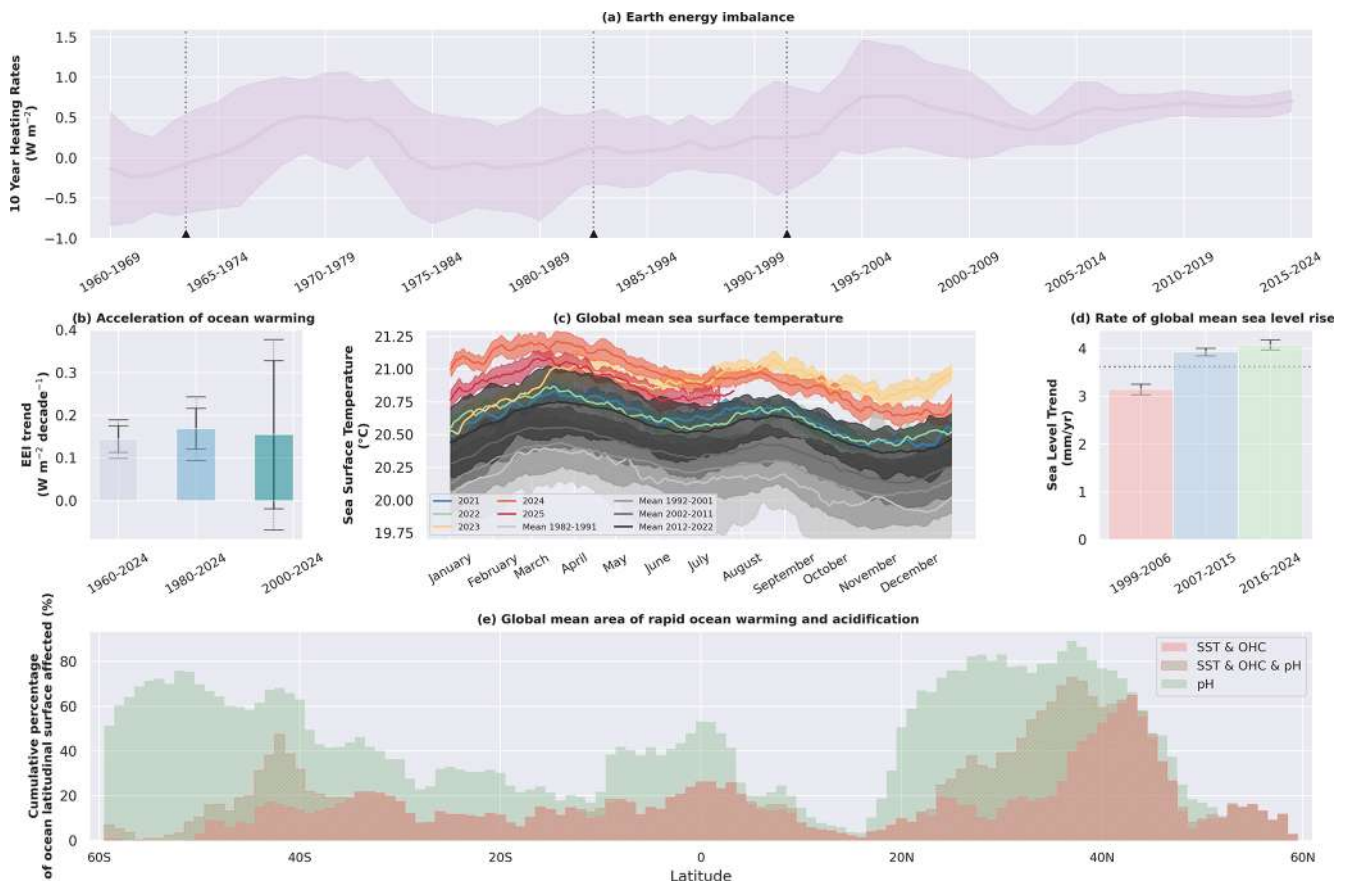 (a) Earth energy imbalance
10 Year Heating Rates
(W m⁻²)
1.5
1.0
0.5
0.0
−0.5
−1.0
1960-1969
1965-1974
1970-1979
1975-1984
1980-1989
1985-1994
1990-1999
1995-2004
2000-2009
2005-2014
2010-2019
2015-2024
(b) Acceleration of ocean warming
EEI trend
(W m⁻² decade⁻¹)
0.4
0.3
0.2
0.1
0.0
1960-2024
1980-2024
2000-2024
(c) Global mean sea surface temperature
Sea Surface Temperature
(°C)
21.25
21.00
20.75
20.50
20.25
20.00
19.75
2021
2022
2023
2024
2025
Mean 1982-1991
Mean 1992-2001
Mean 2002-2011
Mean 2012-2022
January
February
March
April
May
June
July
August
September
October
November
December
(d) Rate of global mean sea level rise
Sea Level Trend
(mm/yr)
4
3
2
1
0
1999-2006
2007-2015
2016-2024
(e) Global mean area of rapid ocean warming and acidification
Cumulative percentage
of ocean latitudinal surface affected (%)
80
60
40
20
0
SST & OHC
SST & OHC & pH
pH
60S
40S
20S
0
20N
40N
60N
Latitude